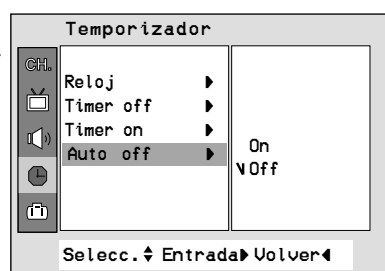 Temporizador
CH.
Reloj ▶
Timer off ▶
Timer on ▶
Auto off ▶
On
√ Off
Selecc.♦ Entrada▶ Volver◀